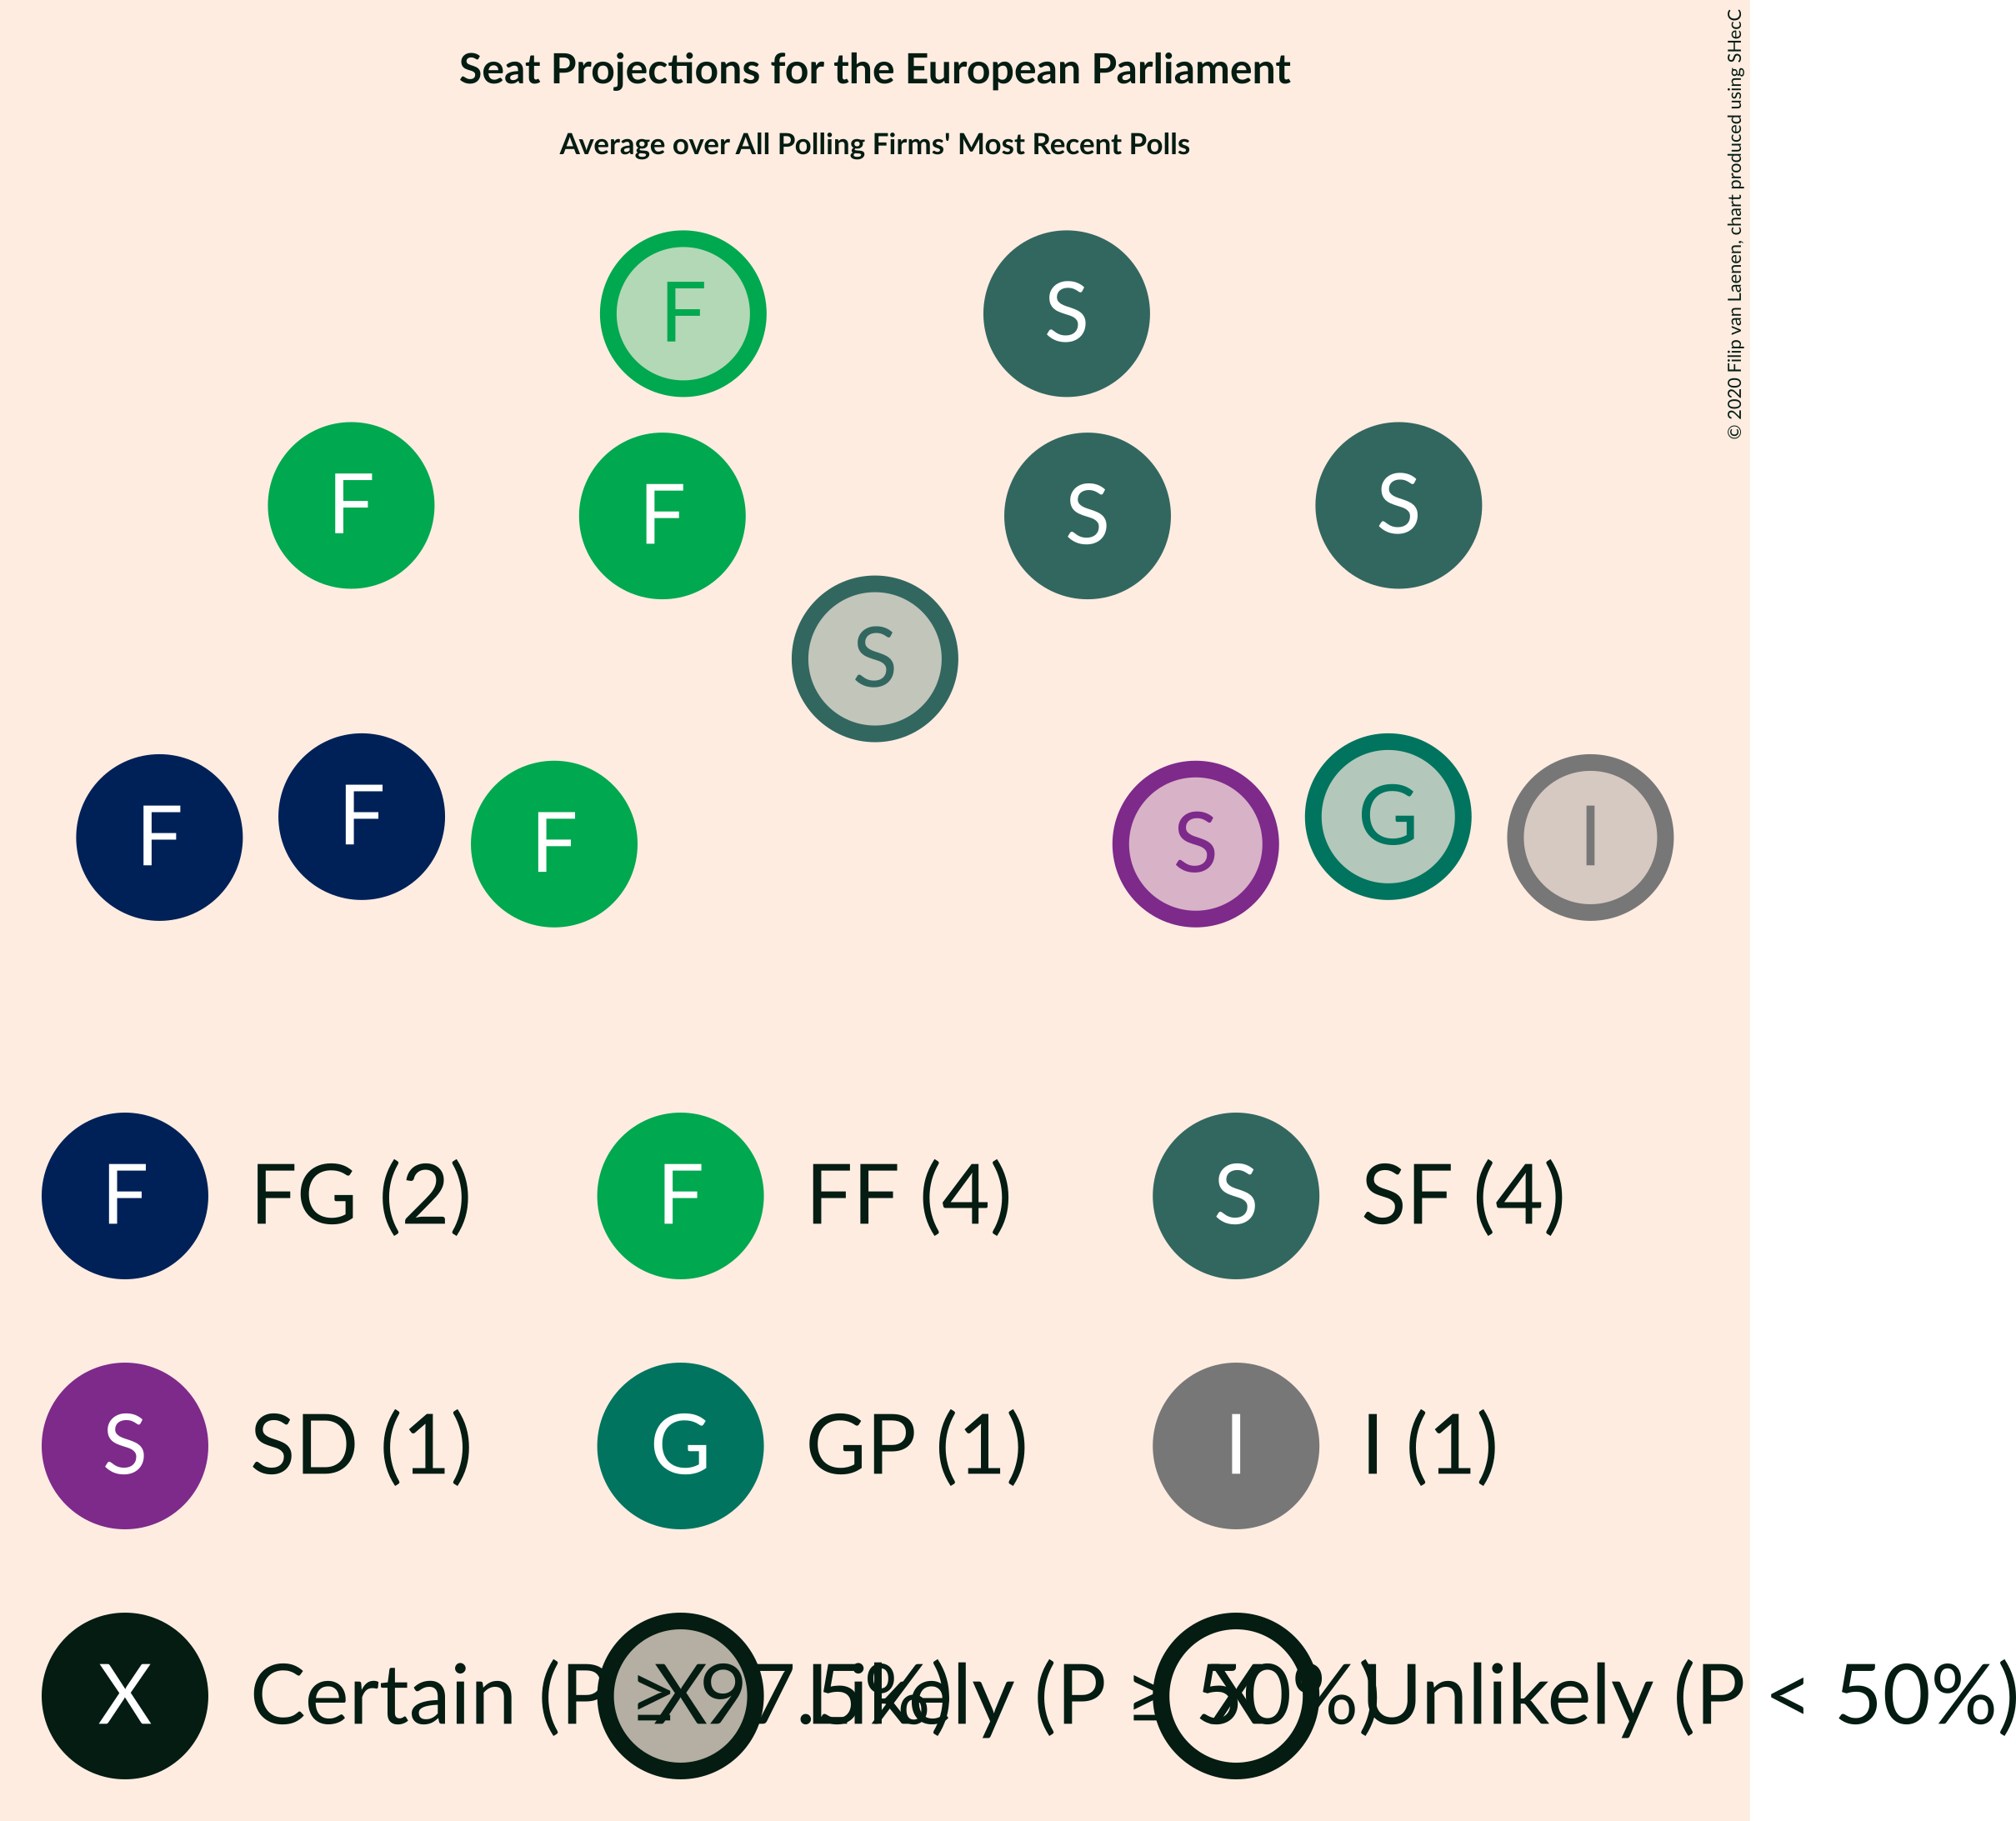 Seat Projections for the European Parliament
Average over All Polling Firms' Most Recent Polls
© 2020 Filip van Laenen, chart produced using SHecC
F S
F F S S
S
F F F S G I
F FG (2) F FF (4) S SF (4)
S SD (1) G GP (1) I I (1)
X Certain (P ≥ 97.5%) X Likely (P ≥ 50%) X Unlikely (P < 50%)